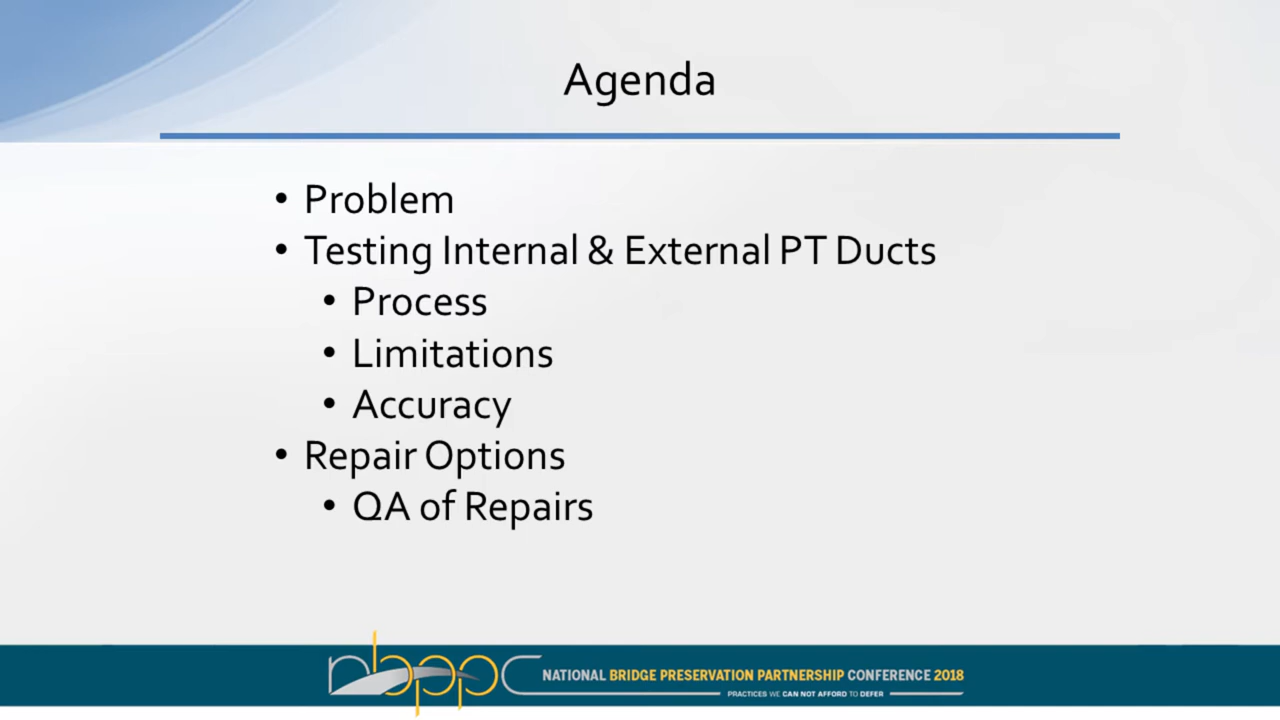 Agenda
• Problem
• Testing Internal & External PT Ducts
• Process
• Limitations
• Accuracy
• Repair Options
• QA of Repairs
nbppc NATIONAL BRIDGE PRESERVATION PARTNERSHIP CONFERENCE 2018
PRACTICES WE CAN NOT AFFORD TO DEFER